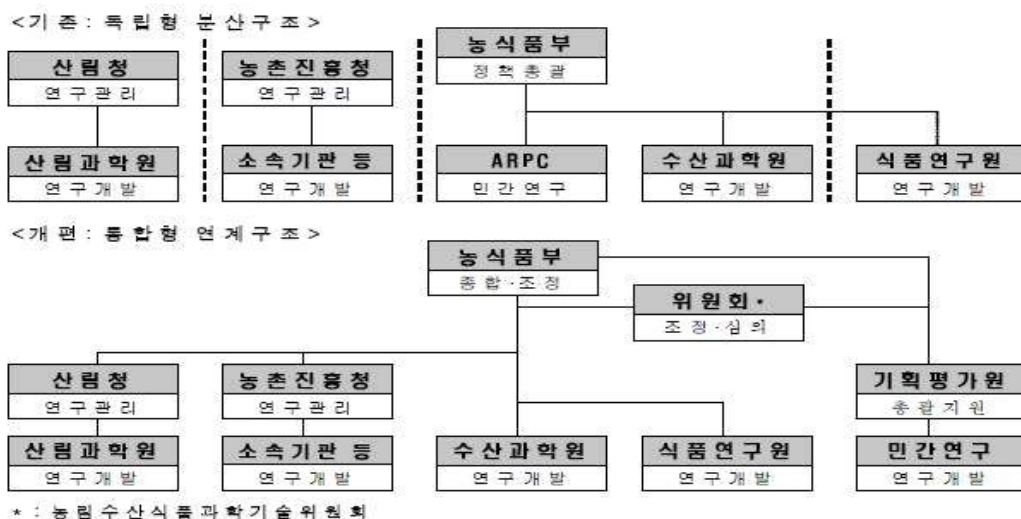 <기존: 독립형 분산구조>
농식품부
정책총괄
산림청
연구관리
농촌진흥청
연구관리
산림과학원
연구개발
소속기관 등
연구개발
ARPC
민간연구
수산과학원
연구개발
식품연구원
연구개발
<개편: 통합형 연계구조>
농식품부
종합·조정
위원회*
조정·심의
산림청
연구관리
농촌진흥청
연구관리
기획평가원
총괄지원
산림과학원
연구개발
소속기관 등
연구개발
수산과학원
연구개발
식품연구원
연구개발
민간연구
연구개발
* : 농림수산식품과학기술위원회